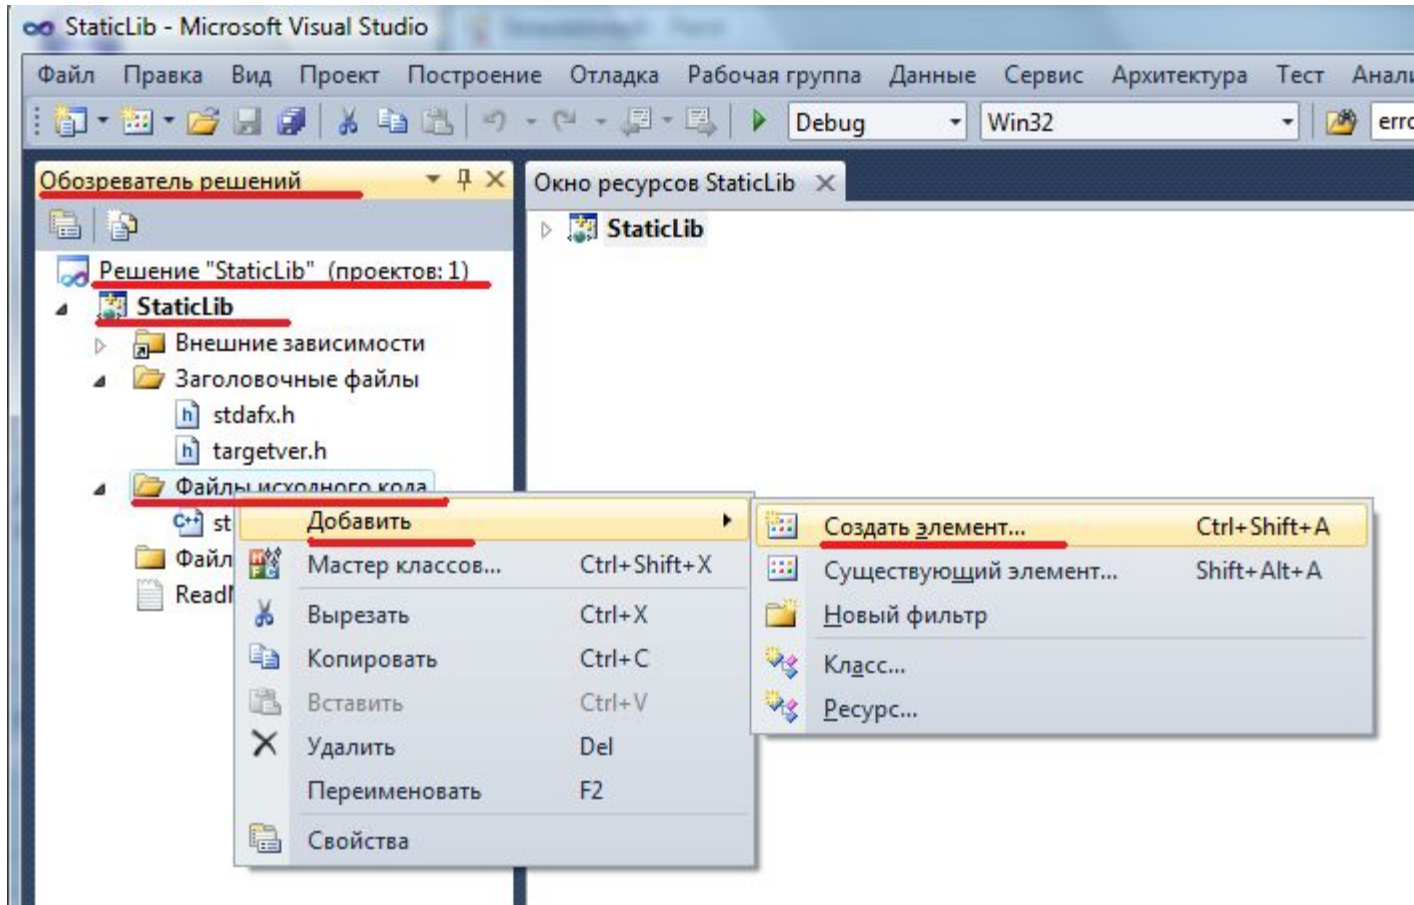 StaticLib - Microsoft Visual Studio
Файл Правка Вид Проект Построение Отладка Рабочая группа Данные Сервис Архитектура Тест
Debug Win32
Обозреватель решений
Окно ресурсов StaticLib
StaticLib
Решение "StaticLib" (проектов: 1)
StaticLib
Внешние зависимости
Заголовочные файлы
stdafx.h
targetver.h
Файлы исходного кода
Добавить
Создать элемент... Ctrl+Shift+A
Мастер классов... Ctrl+Shift+X
Существующий элемент... Shift+Alt+A
Вырезать Ctrl+X
Новый фильтр
Копировать Ctrl+C
Класс...
Вставить Ctrl+V
Ресурс...
Удалить Del
Переименовать F2
Свойства